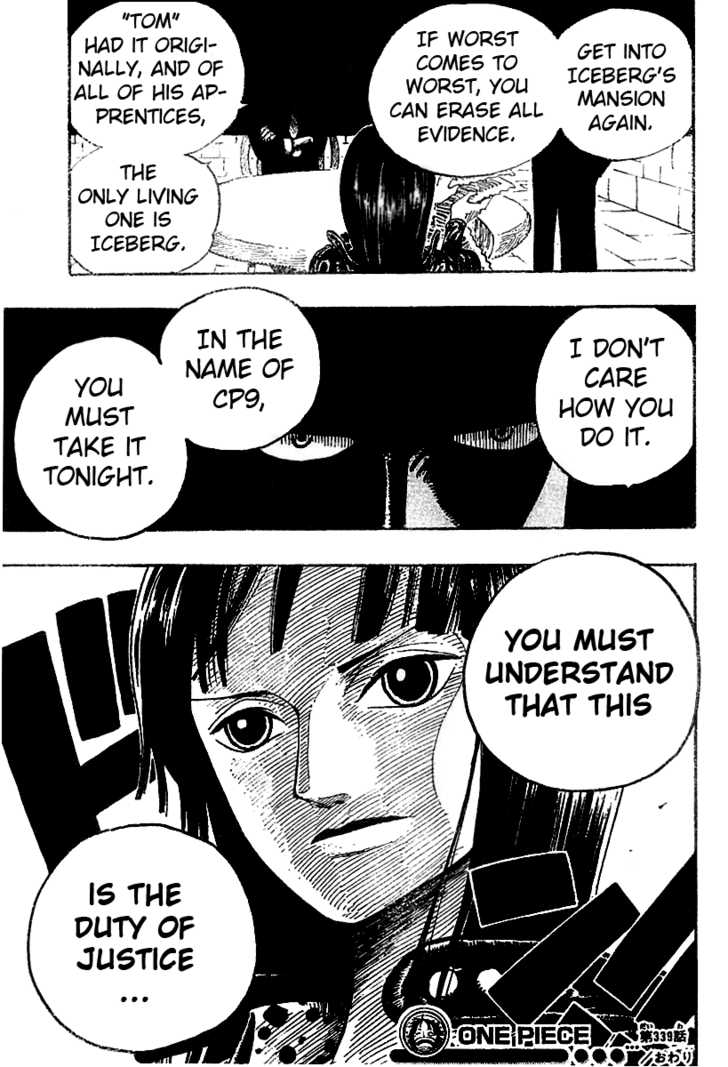 GET INTO
ICEBERG'S
MANSION
AGAIN.
IF WORST
COMES TO
WORST, YOU
CAN ERASE ALL
EVIDENCE.
"TOM"
HAD IT ORIGI-
NALLY, AND OF
ALL OF HIS AP-
PRENTICES,
THE
ONLY LIVING
ONE IS
ICEBERG.
I DON'T
CARE
HOW YOU
DO IT.
IN THE
NAME OF
CP9,
YOU
MUST
TAKE IT
TONIGHT.
YOU MUST
UNDERSTAND
THAT THIS
IS THE
DUTY OF
JUSTICE
...
ONE PIECE
第339話
...おわり